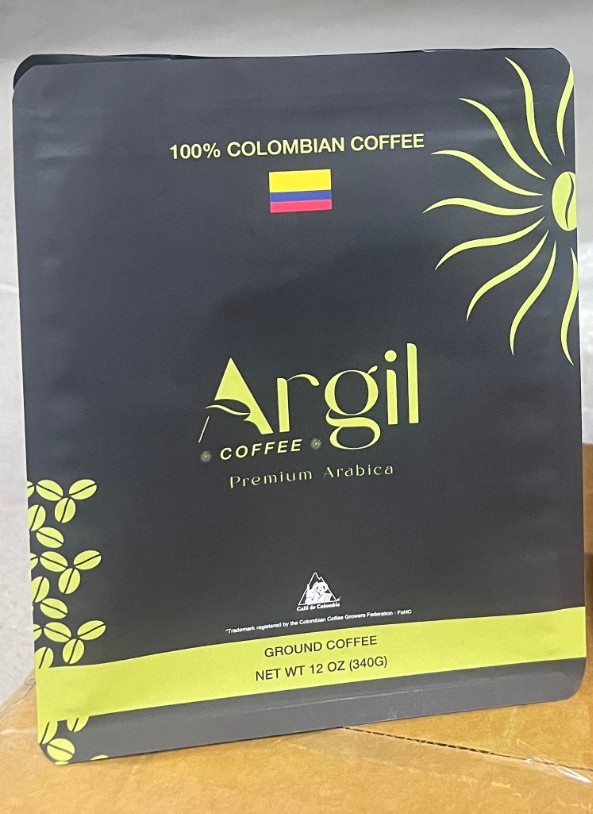 100% COLOMBIAN COFFEE
Argil
COFFEE
Premium Arabica
Café de Colombia
*Trademark registered by the Colombian Coffee Growers Federation - FoNC
GROUND COFFEE
NET WT 12 OZ (340G)